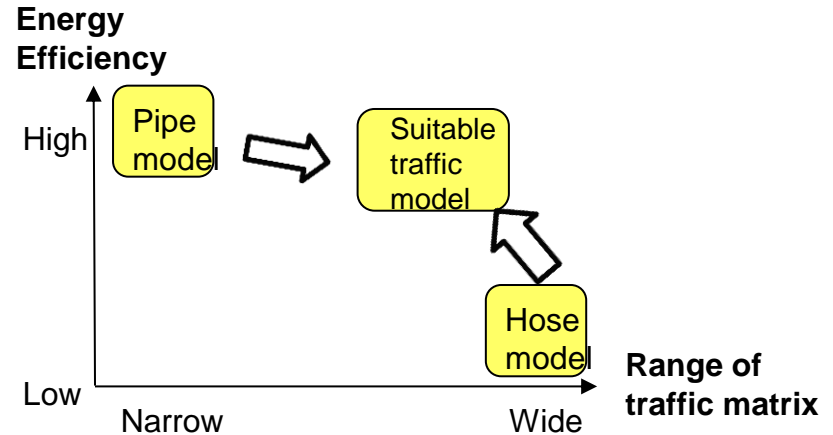 Energy
Efficiency
High
Pipe
model
Suitable
traffic
model
Hose
model
Low
Narrow
Wide
Range of
traffic matrix